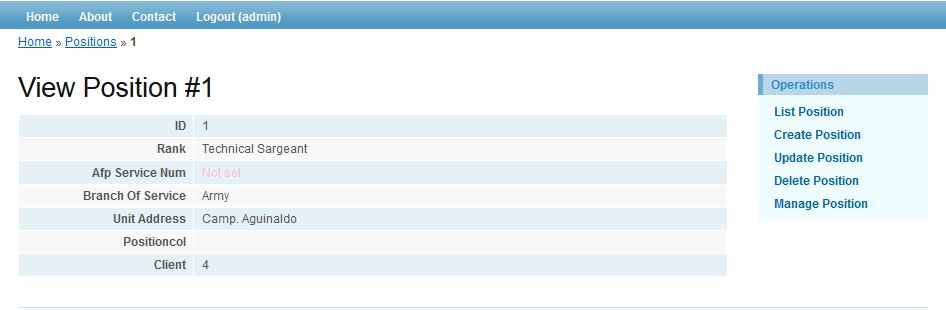 Home About Contact Logout (admin)
Home » Positions » 1
View Position #1
ID 1
Rank Technical Sargeant
Afp Service Num Not set
Branch Of Service Army
Unit Address Camp. Aguinaldo
Positioncol
Client 4
Operations
List Position
Create Position
Update Position
Delete Position
Manage Position